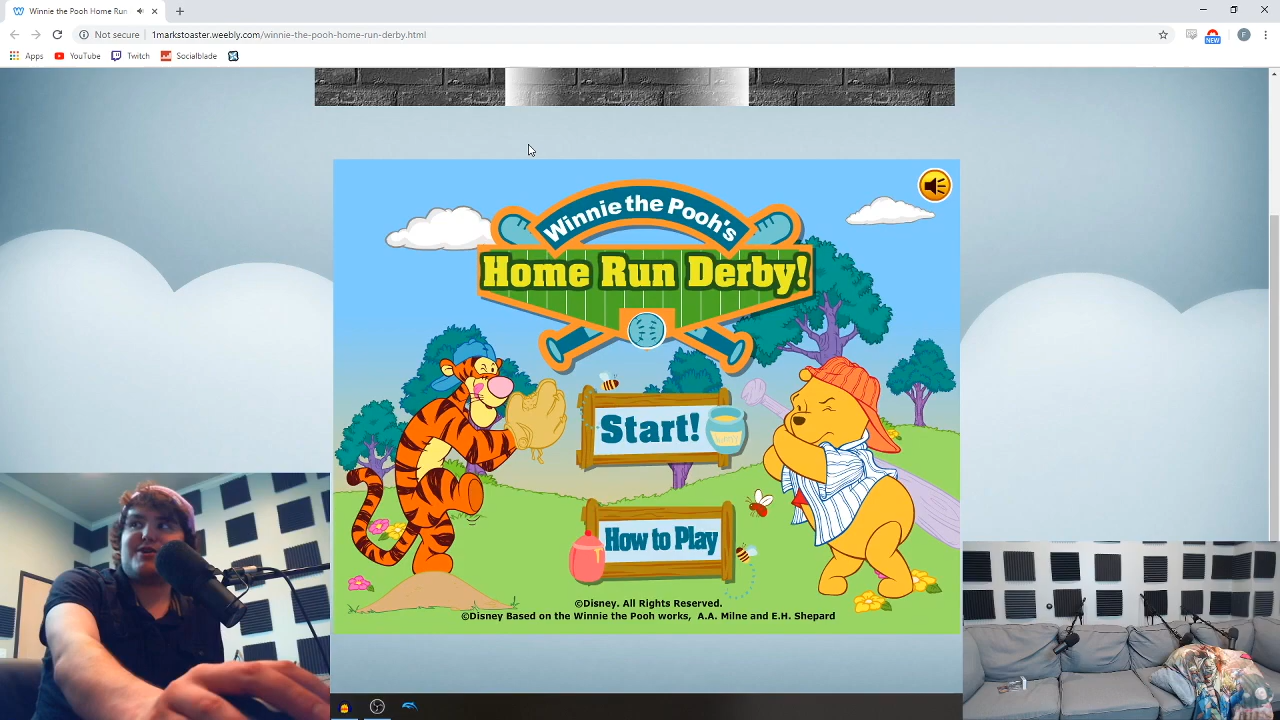 Winnie the Pooh Home Run
Not secure | 1markstoaster.weebly.com/winnie-the-pooh-home-run-derby.html
NEW
F
Apps YouTube Twitch Socialblade
Winnie the Pooh's
Home Run Derby!
Start!
Hunny
How to Play
©Disney. All Rights Reserved.
©Disney Based on the Winnie the Pooh works, A.A. Milne and E.H. Shepard